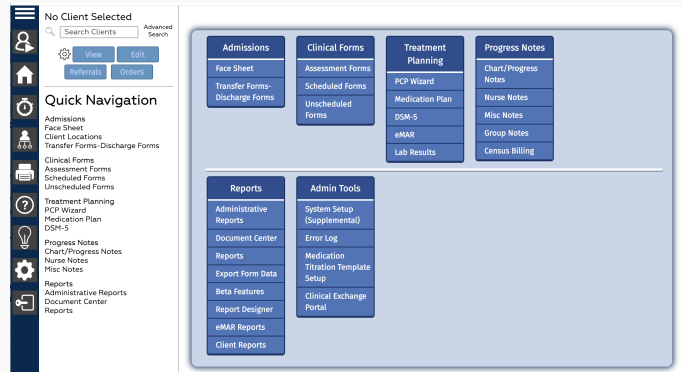 No Client Selected
Search Clients
Advanced
Search
View
Edit
Referrals
Orders
Quick Navigation
Admissions
Face Sheet
Client Locations
Transfer Forms-Discharge Forms
Clinical Forms
Assessment Forms
Scheduled Forms
Unscheduled Forms
Treatment Planning
PCP Wizard
Medication Plan
DSM-5
Progress Notes
Chart/Progress Notes
Nurse Notes
Misc Notes
Reports
Administrative Reports
Document Center
Reports
Admissions
Face Sheet
Transfer Forms-
Discharge Forms
Clinical Forms
Assessment Forms
Scheduled Forms
Unscheduled
Forms
Treatment
Planning
PCP Wizard
Medication Plan
DSM-5
eMAR
Lab Results
Progress Notes
Chart/Progress
Notes
Nurse Notes
Misc Notes
Group Notes
Census Billing
Reports
Administrative
Reports
Document Center
Reports
Export Form Data
Beta Features
Report Designer
eMAR Reports
Client Reports
Admin Tools
System Setup
(Supplemental)
Error Log
Medication
Titration Template
Setup
Clinical Exchange
Portal